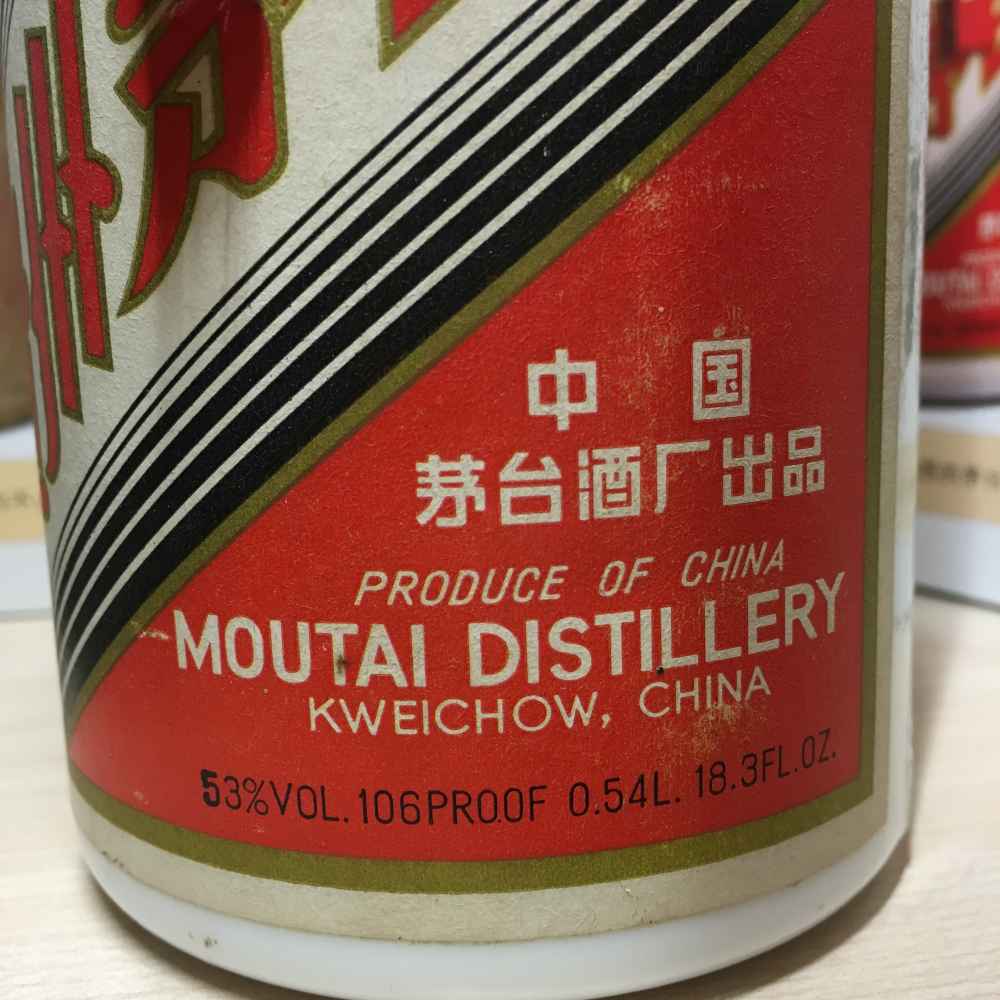 中国
茅台酒厂出品
PRODUCE OF CHINA
MOUTAI DISTILLERY
KWEICHOW, CHINA
53%VOL. 106PROOF 0.54L. 18.3FL.OZ.